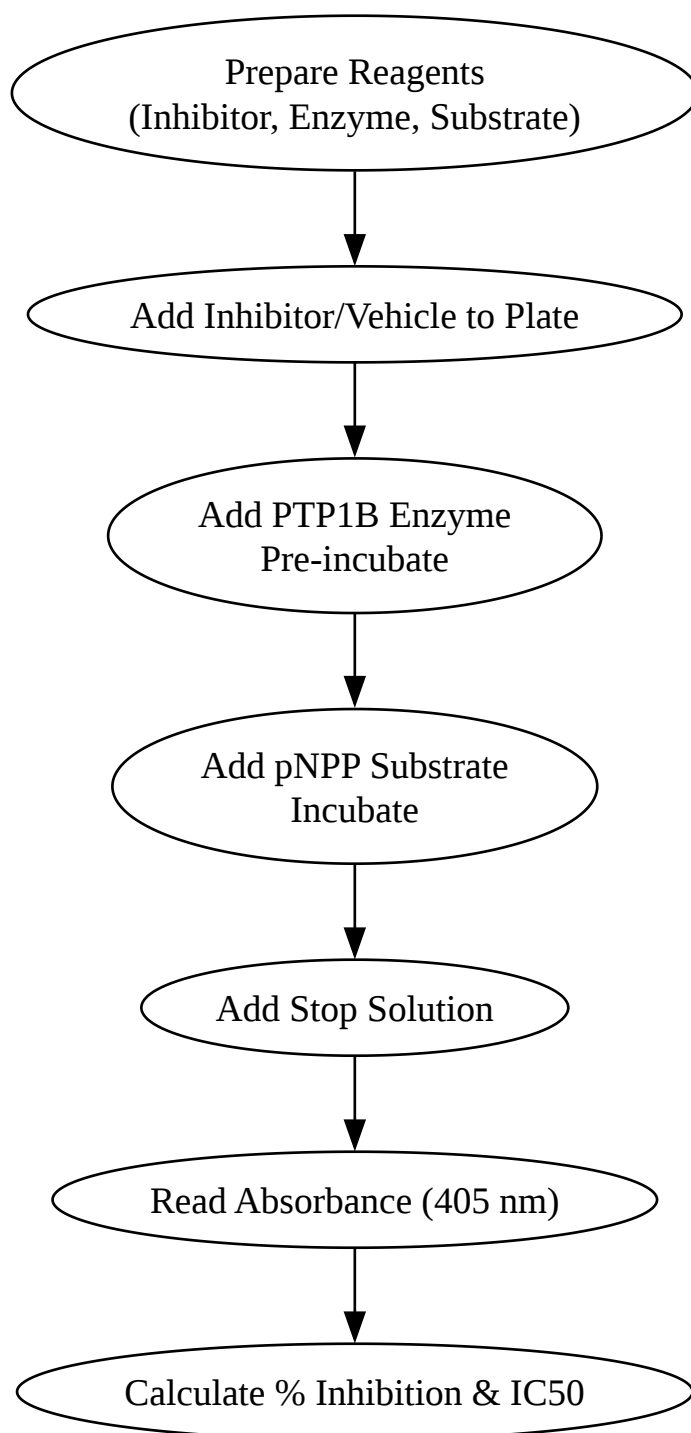 Prepare Reagents
(Inhibitor, Enzyme, Substrate)
Add Inhibitor/Vehicle to Plate
Add PTP1B Enzyme
Pre-incubate
Add pNPP Substrate
Incubate
Add Stop Solution
Read Absorbance (405 nm)
Calculate % Inhibition & IC50